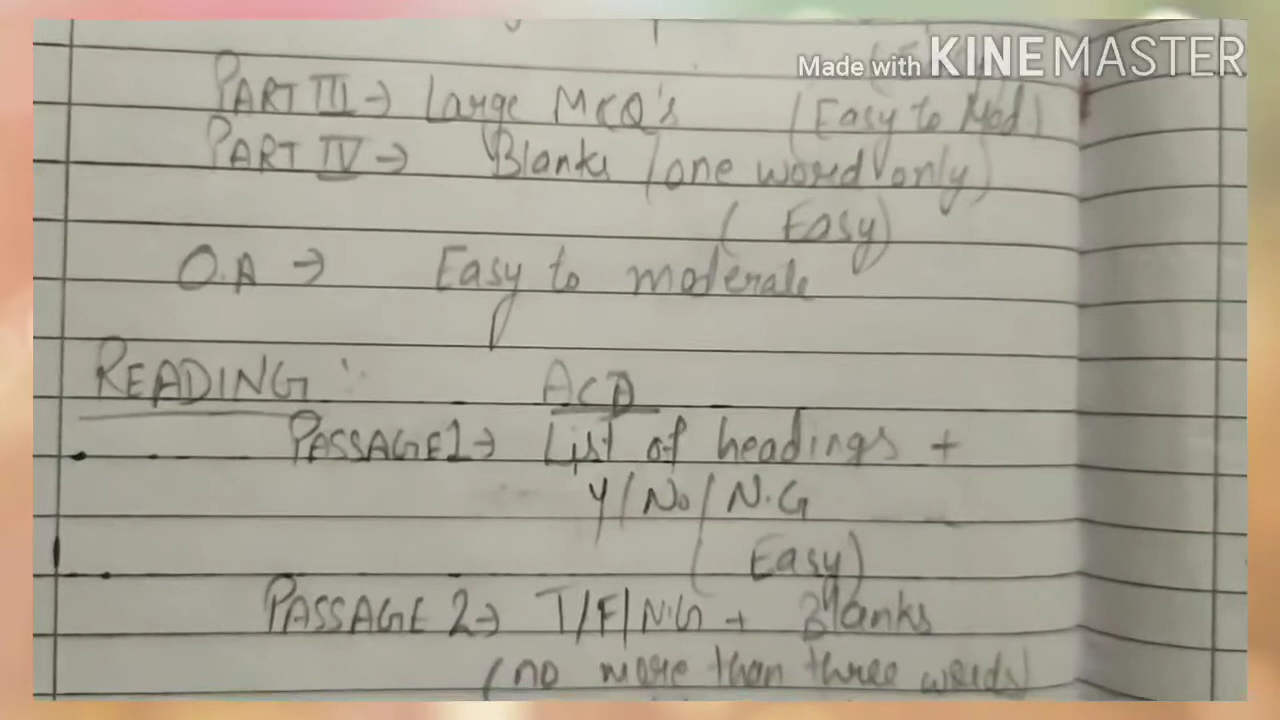 Made with KINEMASTER
PART III → Large MCQ's (Easy to Mod)
PART IV → Blanks (one word only)
(Easy)
O.A → Easy to moderate
READING : ACD
PASSAGE 1 → List of headings +
Y/No/N.G
(Easy)
PASSAGE 2 → T/F/N.G + Blanks
(no more than three words)